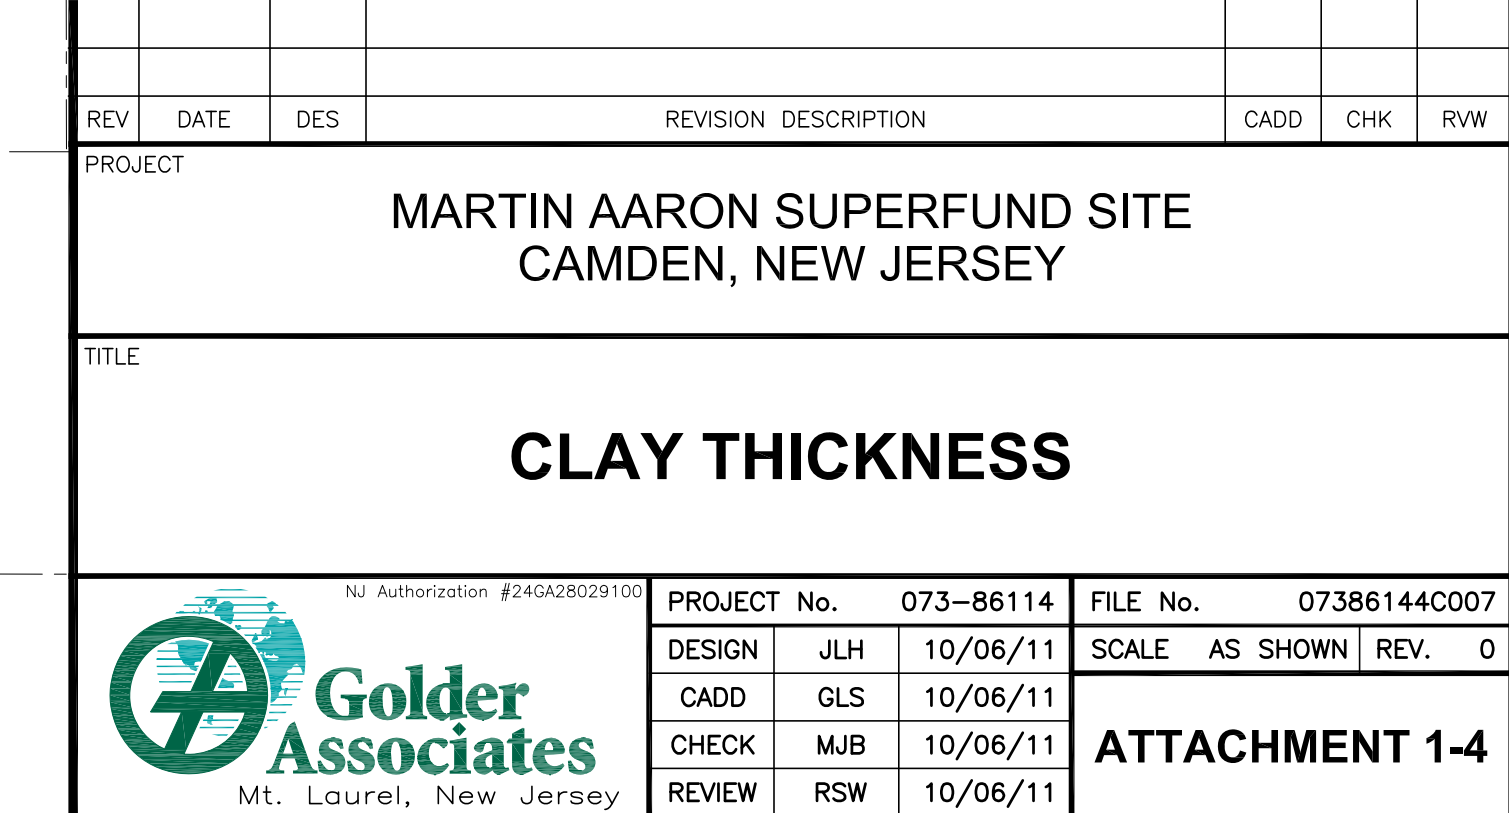 REV DATE DES REVISION DESCRIPTION CADD CHK RVW
PROJECT
MARTIN AARON SUPERFUND SITE
CAMDEN, NEW JERSEY
TITLE
CLAY THICKNESS
NJ Authorization #24GA28029100
Golder
Associates
Mt. Laurel, New Jersey
PROJECT No. 073-86114
DESIGN JLH 10/06/11
CADD GLS 10/06/11
CHECK MJB 10/06/11
REVIEW RSW 10/06/11
FILE No. 07386144C007
SCALE AS SHOWN REV. 0
ATTACHMENT 1-4